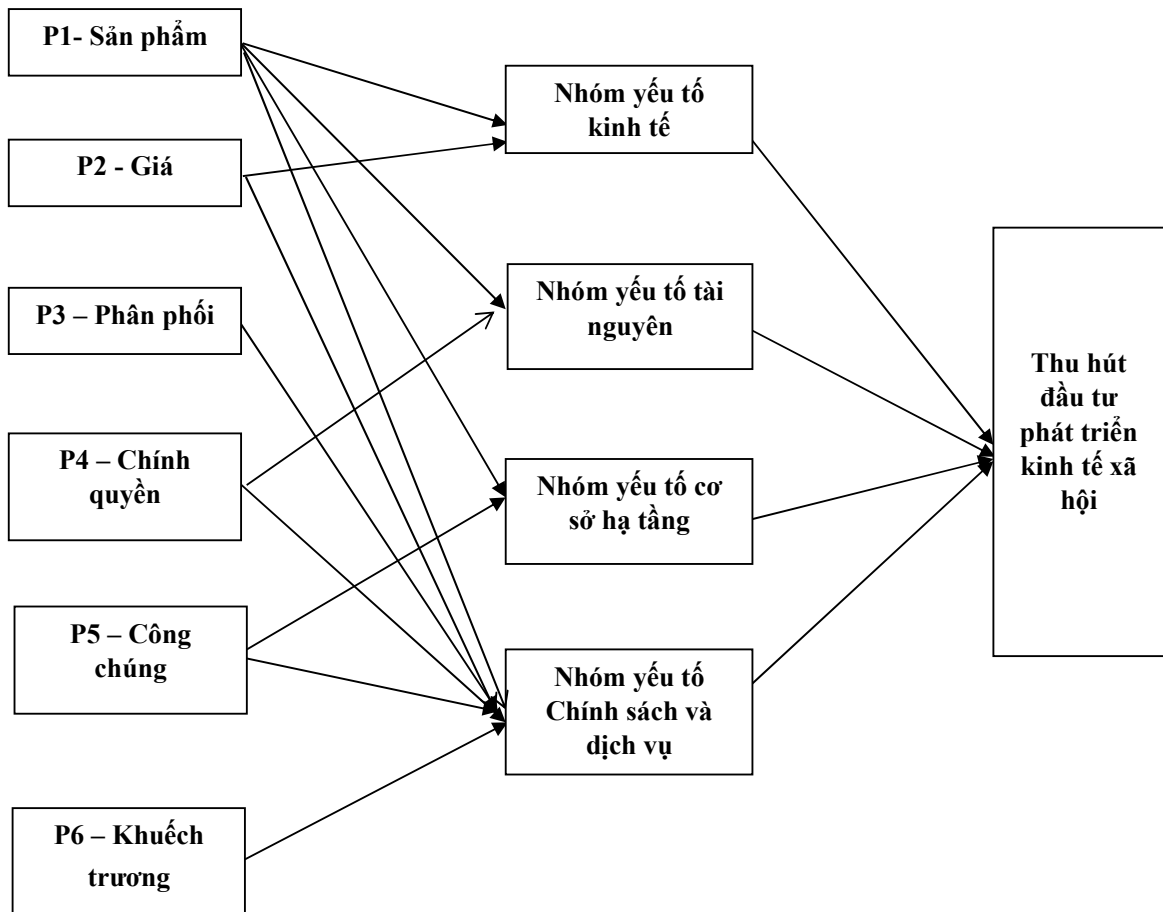 P1- Sản phẩm
P2 - Giá
P3 – Phân phối
P4 – Chính
quyền
P5 – Công
chúng
P6 – Khuếch
trương
Nhóm yếu tố
kinh tế
Nhóm yếu tố tài
nguyên
Nhóm yếu tố cơ
sở hạ tầng
Nhóm yếu tố
Chính sách và
dịch vụ
Thu hút
đầu tư
phát triển
kinh tế xã
hội